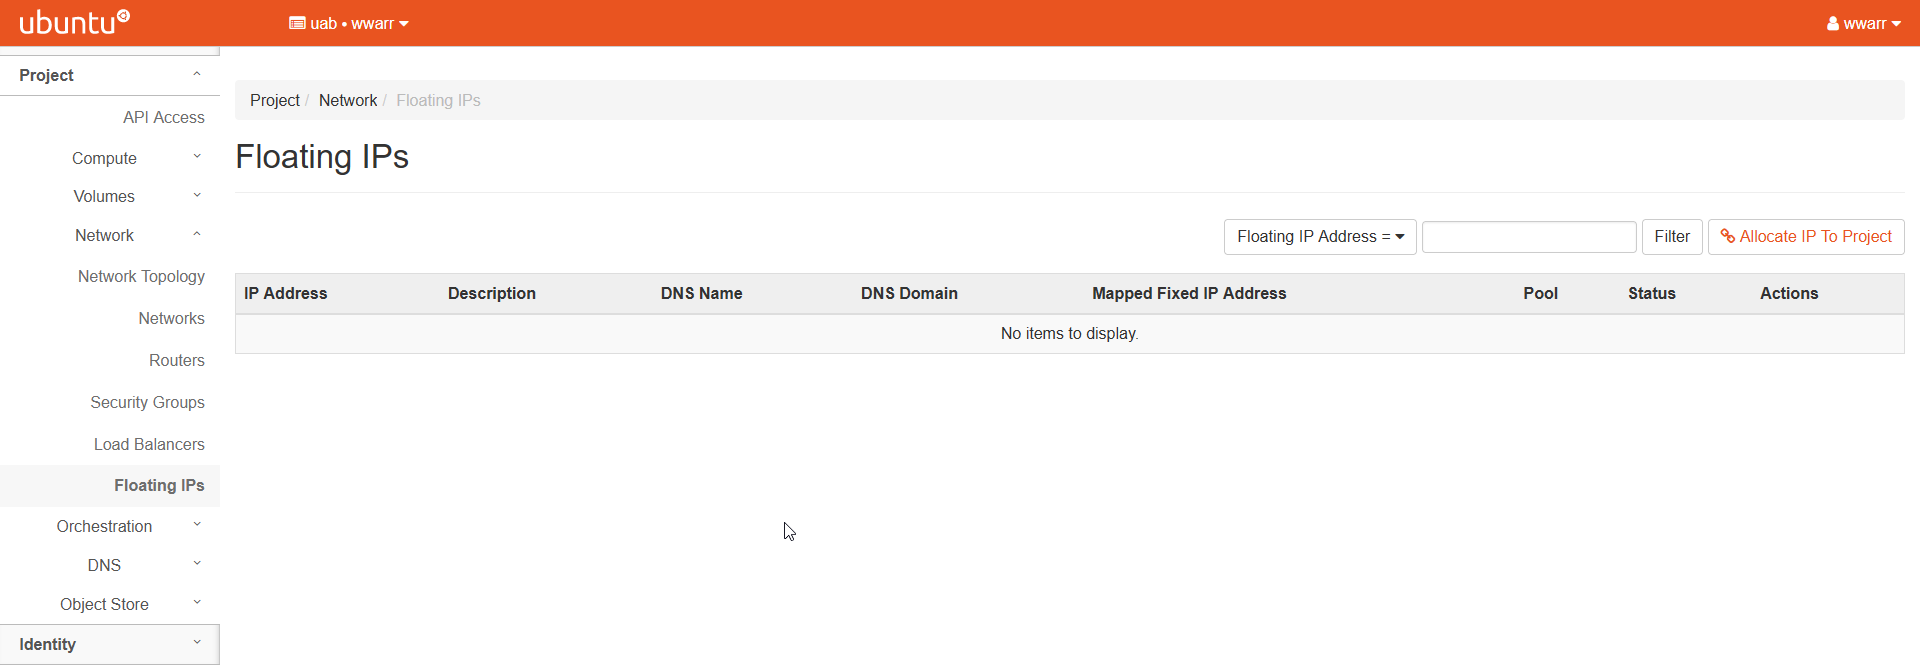 ubuntu
uab • wwarr
wwarr
Project
API Access
Compute
Volumes
Network
Network Topology
Networks
Routers
Security Groups
Load Balancers
Floating IPs
Orchestration
DNS
Object Store
Identity
Project / Network / Floating IPs
Floating IPs
Floating IP Address = Filter Allocate IP To Project
IP Address Description DNS Name DNS Domain Mapped Fixed IP Address Pool Status Actions
No items to display.